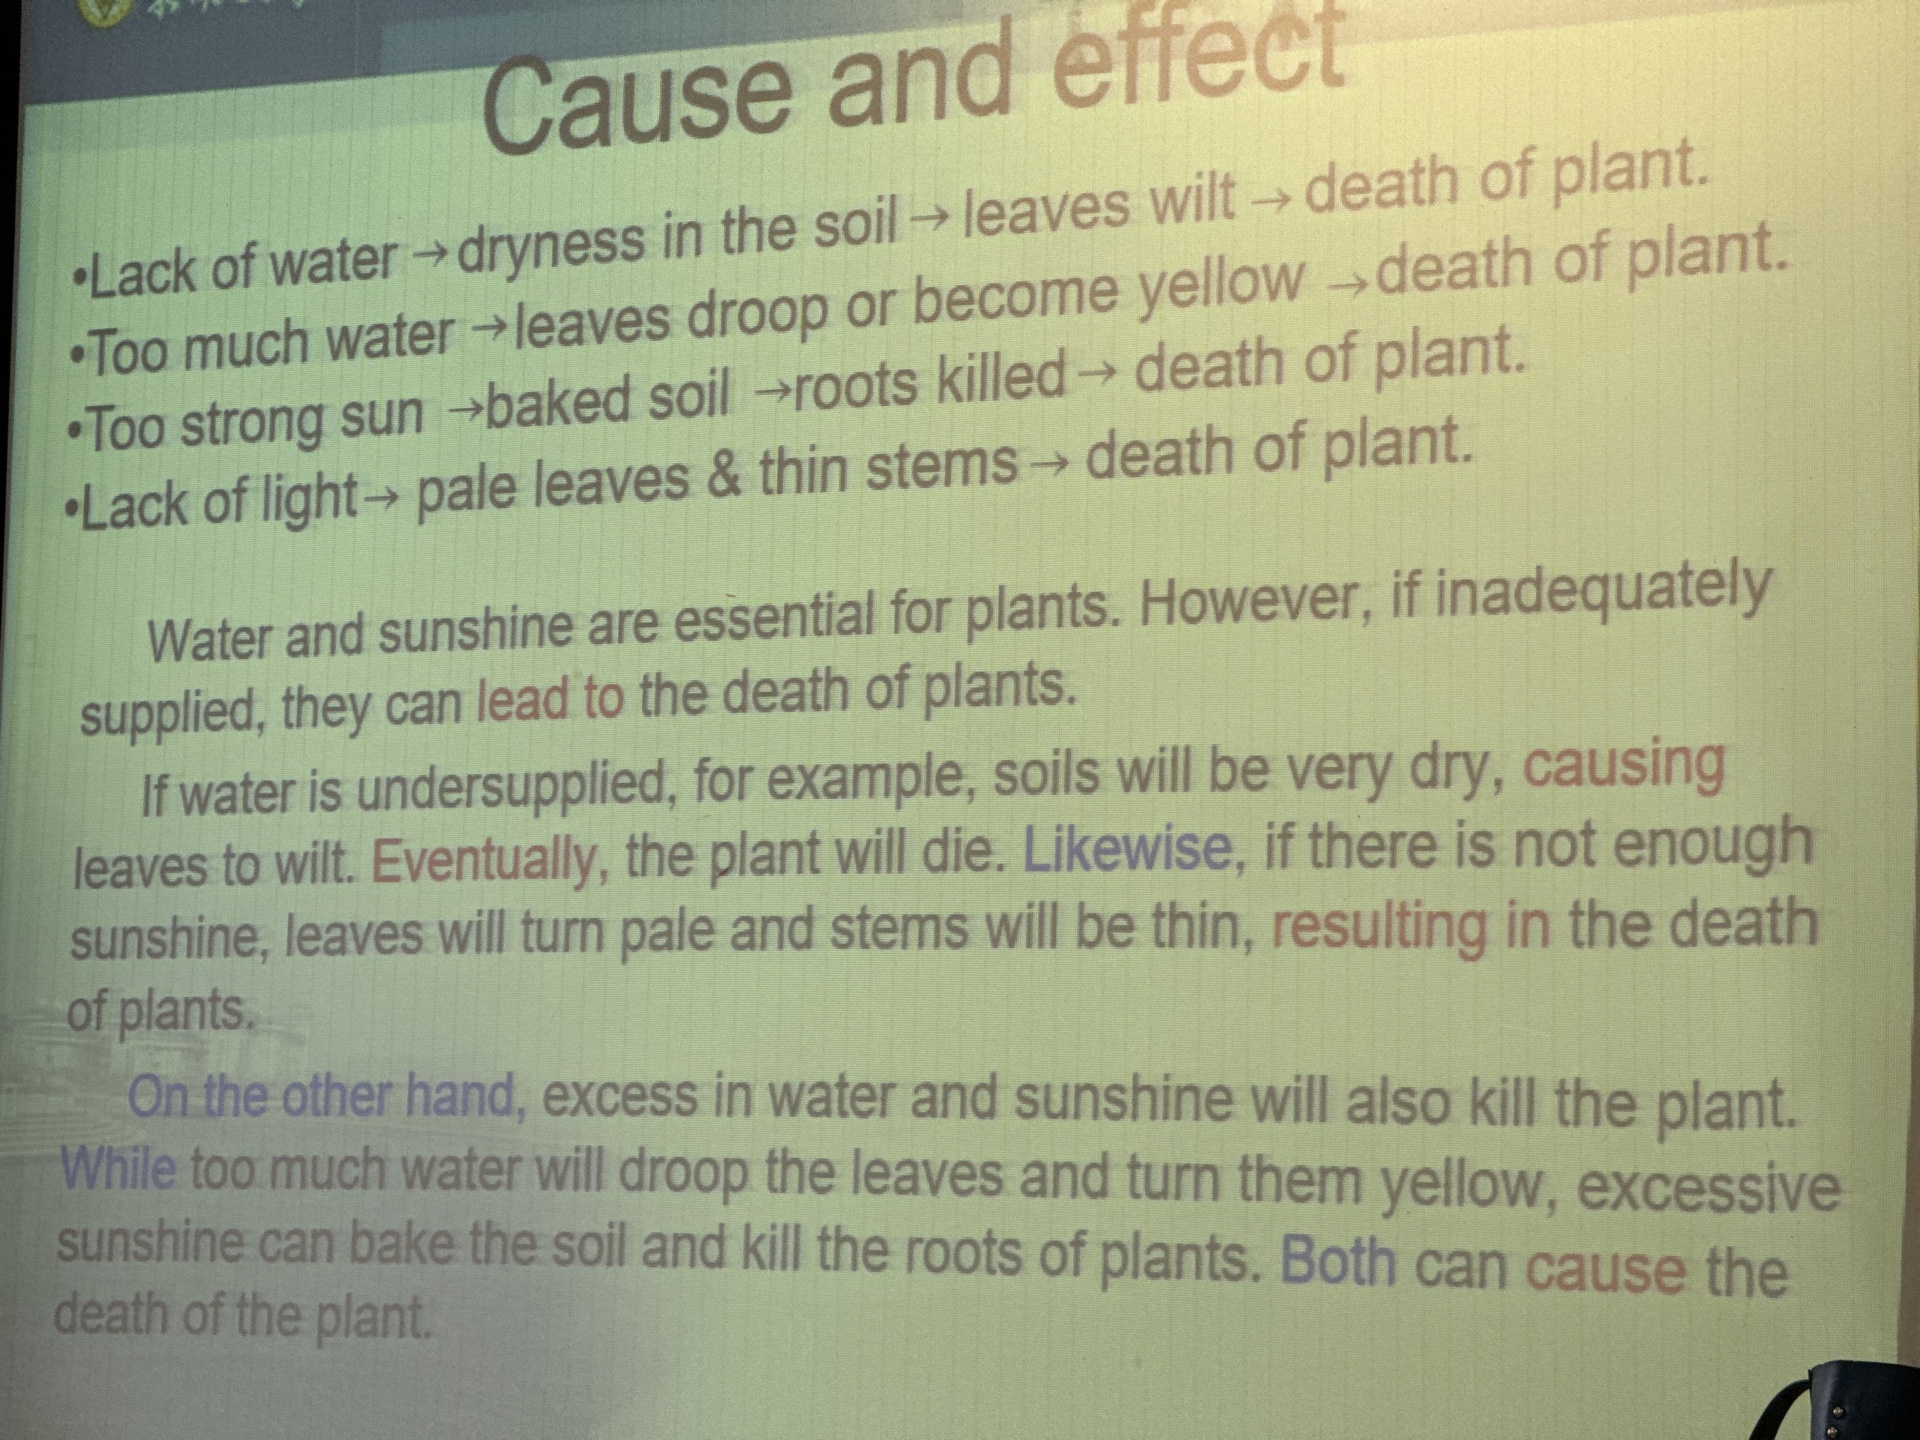 Cause and effect
•Lack of water →dryness in the soil → leaves wilt → death of plant.
•Too much water →leaves droop or become yellow →death of plant.
•Too strong sun →baked soil →roots killed→ death of plant.
•Lack of light→ pale leaves & thin stems→ death of plant.
Water and sunshine are essential for plants. However, if inadequately
supplied, they can lead to the death of plants.
If water is undersupplied, for example, soils will be very dry, causing
leaves to wilt. Eventually, the plant will die. Likewise, if there is not enough
sunshine, leaves will turn pale and stems will be thin, resulting in the death
of plants.
On the other hand, excess in water and sunshine will also kill the plant.
While too much water will droop the leaves and turn them yellow, excessive
sunshine can bake the soil and kill the roots of plants. Both can cause the
death of the plant.